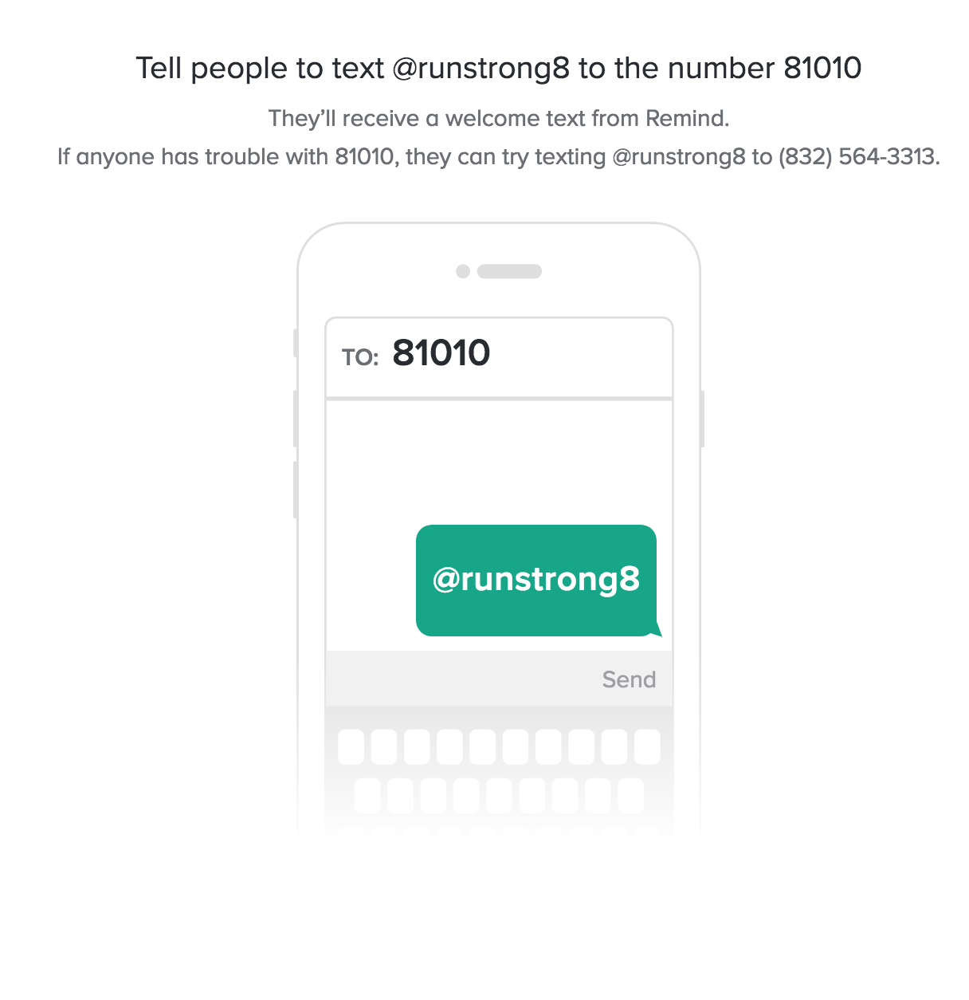 Tell people to text @runstrong8 to the number 81010
They’ll receive a welcome text from Remind.
If anyone has trouble with 81010, they can try texting @runstrong8 to (832) 564-3313.
TO: 81010
@runstrong8
Send